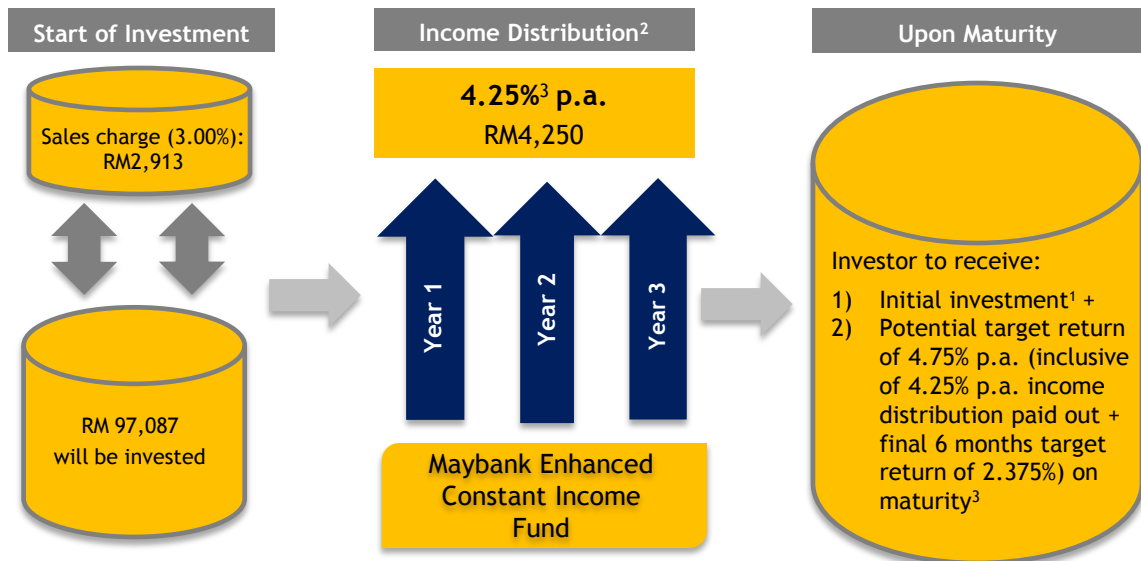 Start of Investment
Sales charge (3.00%):
RM2,913
RM 97,087
will be invested
Income Distribution²
4.25%³ p.a.
RM4,250
Year 1
Year 2
Year 3
Maybank Enhanced
Constant Income
Fund
Upon Maturity
Investor to receive:
1) Initial investment¹ +
2) Potential target return
of 4.75% p.a. (inclusive
of 4.25% p.a. income
distribution paid out +
final 6 months target
return of 2.375%) on
maturity³